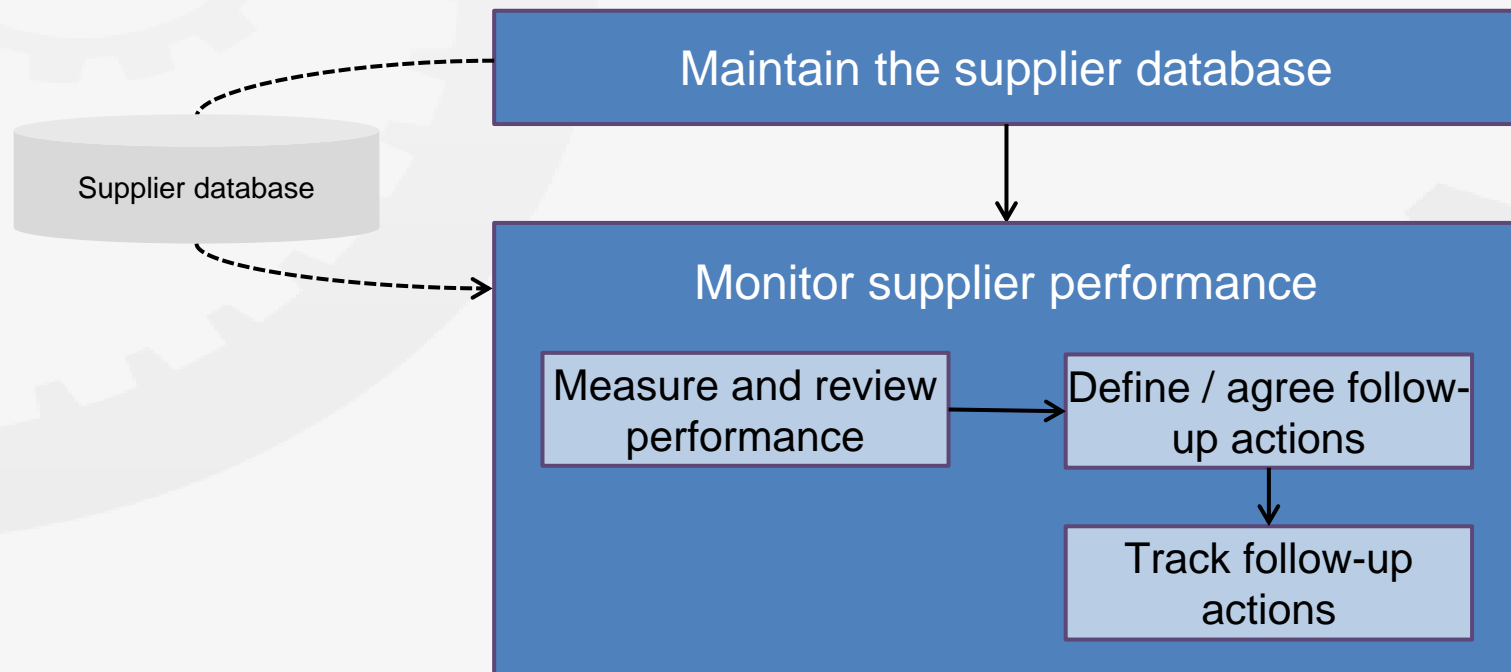 Maintain the supplier database
Supplier database
Monitor supplier performance
Measure and review
performance
Define / agree follow-
up actions
Track follow-up
actions